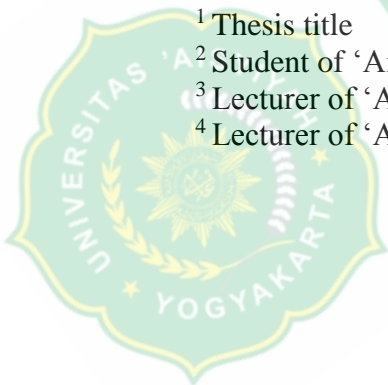 ¹ Thesis title
² Student of ‘A
³ Lecturer of ‘A
⁴ Lecturer of ‘A
UNIVERSITAS ‘A
YOGYAKARTA